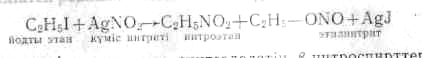 C₂H₅I + AgNO₂ → C₂H₅NO₂ + C₂H₅ — ONO + AgJ
йодты этан күміс нитриті нитроэтан этилнитрит